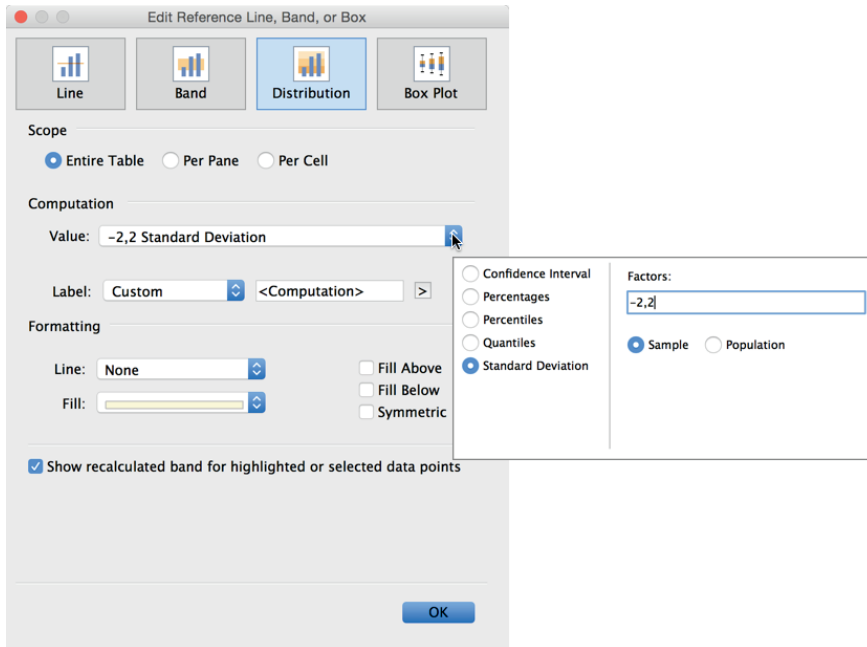 Edit Reference Line, Band, or Box
Line Band Distribution Box Plot
Scope
Entire Table Per Pane Per Cell
Computation
Value: -2,2 Standard Deviation
Label: Custom <Computation> >
Formatting
Line: None
Fill:
Fill Above
Fill Below
Symmetric
Show recalculated band for highlighted or selected data points
OK
Confidence Interval
Percentages
Percentiles
Quantiles
Standard Deviation
Factors:
-2,2
Sample Population